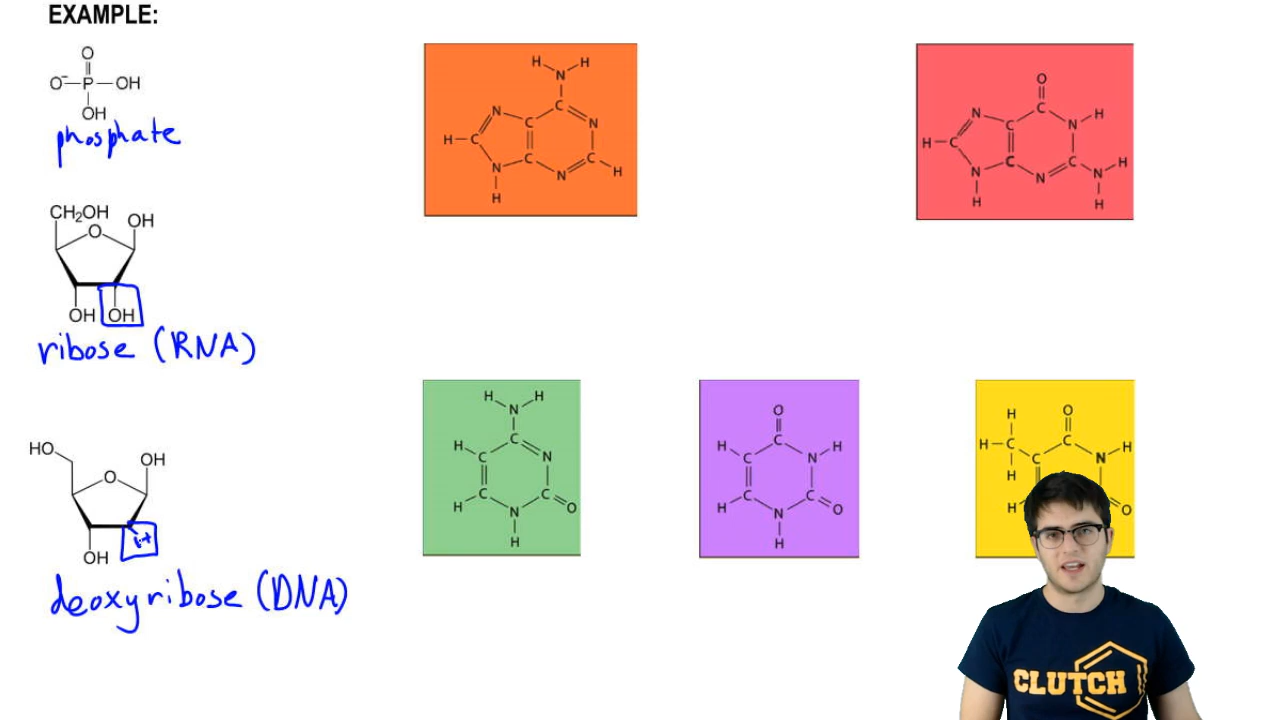 EXAMPLE:
O
O⁻ P OH
OH
phosphate
CH₂OH OH
O
OH OH
ribose (RNA)
HO OH
O
OH H
deoxyribose (DNA)
H H
N
C
N C N
H C
N C N C H
H
O
C
N C N H
H C
N C N C N H
H H
H H
N
C
H C N
H C N C O
H
O
C
H C N H
H C N C O
H
H O
H C C
H C N H
H O
CLUTCH